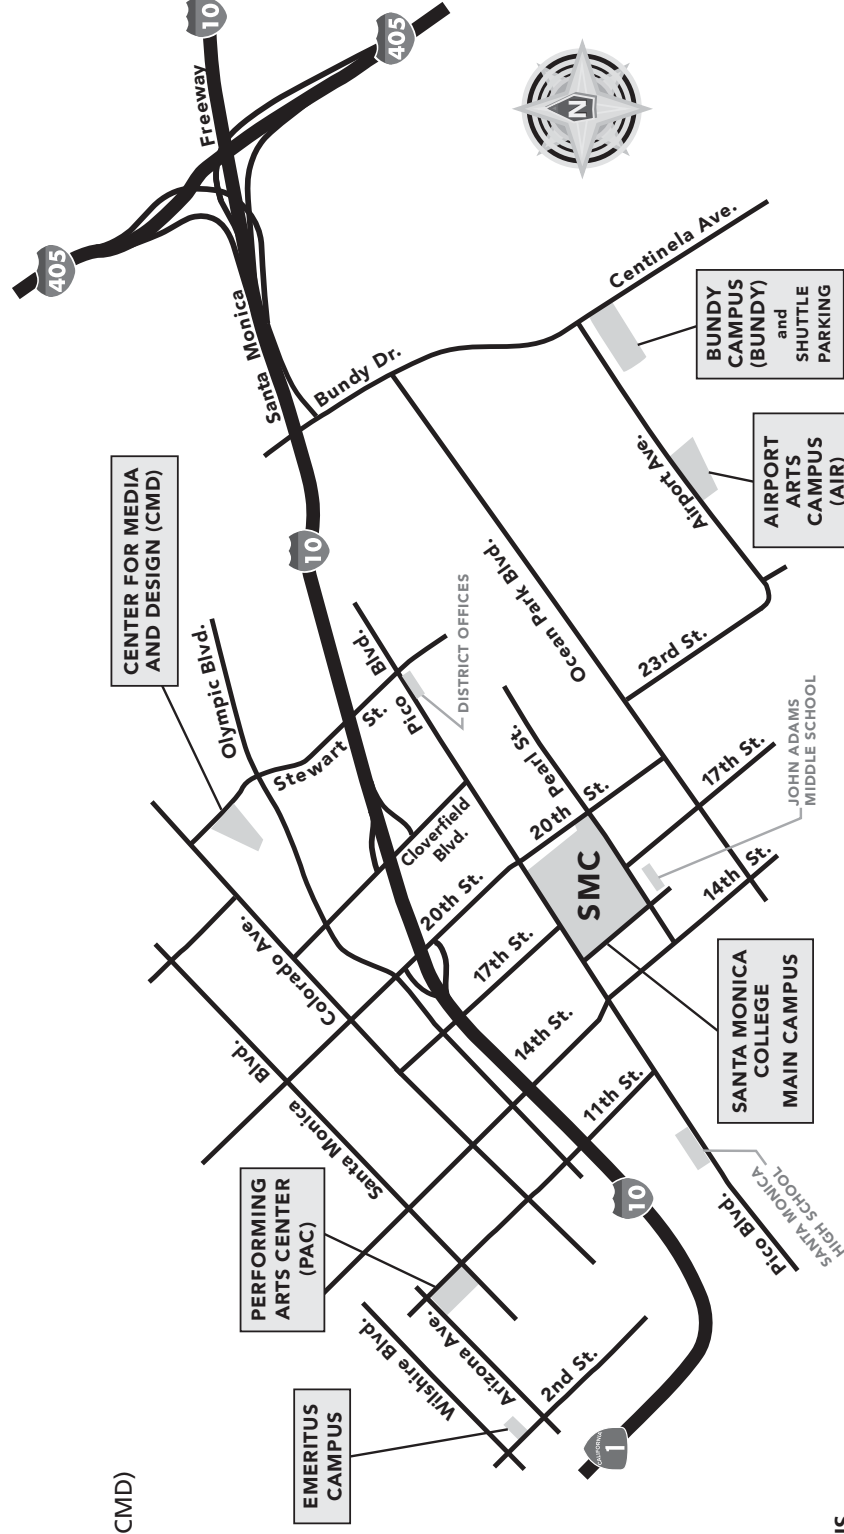 CMD)
EMERITUS
CAMPUS
PERFORMING
ARTS CENTER
(PAC)
CENTER FOR MEDIA
AND DESIGN (CMD)
405
10
Freeway
405
Santa Monica
10
Olympic Blvd.
Stewart St.
Colorado Ave.
Santa Monica Blvd.
Wilshire Blvd.
Arizona Ave.
2nd St.
CALIFORNIA
1
10
11th St.
14th St.
17th St.
20th St.
Cloverfield
Blvd.
Pico Blvd.
DISTRICT OFFICES
Bundy Dr.
Centinela Ave.
Ocean Park Blvd.
Airport Ave.
23rd St.
Pearl St.
20th St.
17th St.
14th St.
SMC
Pico Blvd.
SANTA MONICA
HIGH SCHOOL
JOHN ADAMS
MIDDLE SCHOOL
SANTA MONICA
COLLEGE
MAIN CAMPUS
AIRPORT
ARTS
CAMPUS
(AIR)
BUNDY
CAMPUS
(BUNDY)
and
SHUTTLE
PARKING
N